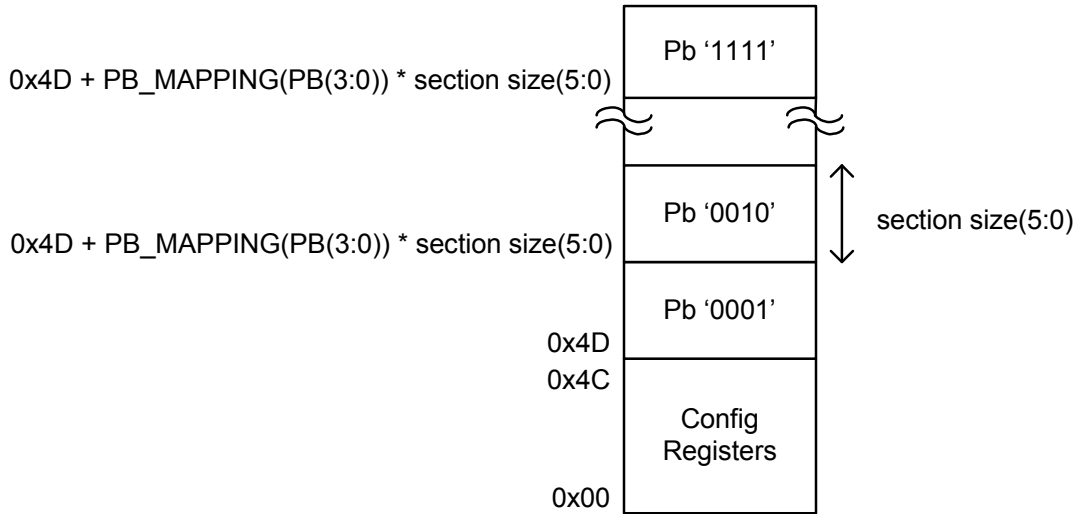 Pb ‘1111’
0x4D + PB_MAPPING(PB(3:0)) * section size(5:0)
Pb ‘0010’
section size(5:0)
0x4D + PB_MAPPING(PB(3:0)) * section size(5:0)
Pb ‘0001’
0x4D
0x4C
Config
Registers
0x00